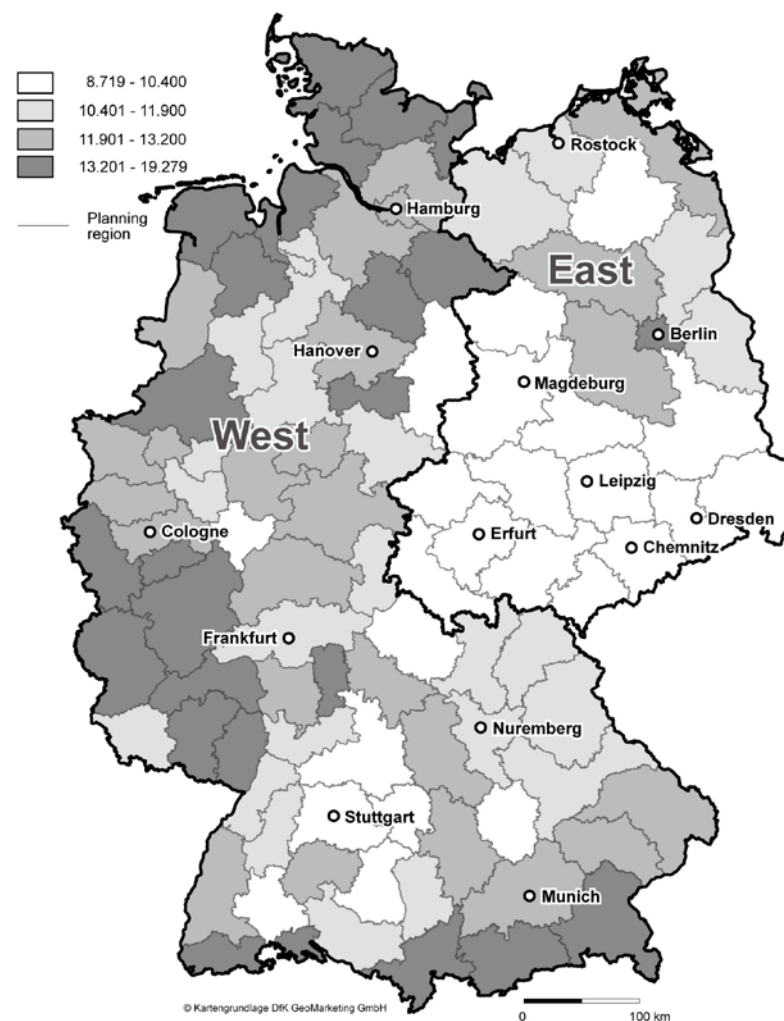 8.719 - 10.400
10.401 - 11.900
11.901 - 13.200
13.201 - 19.279
Planning
region
Rostock
Hamburg
East
Berlin
Hanover
Magdeburg
West
Leipzig
Dresden
Cologne
Erfurt
Chemnitz
Frankfurt
Nuremberg
Stuttgart
Munich
© Kartengrundlage DfK GeoMarketing GmbH
0 100 km